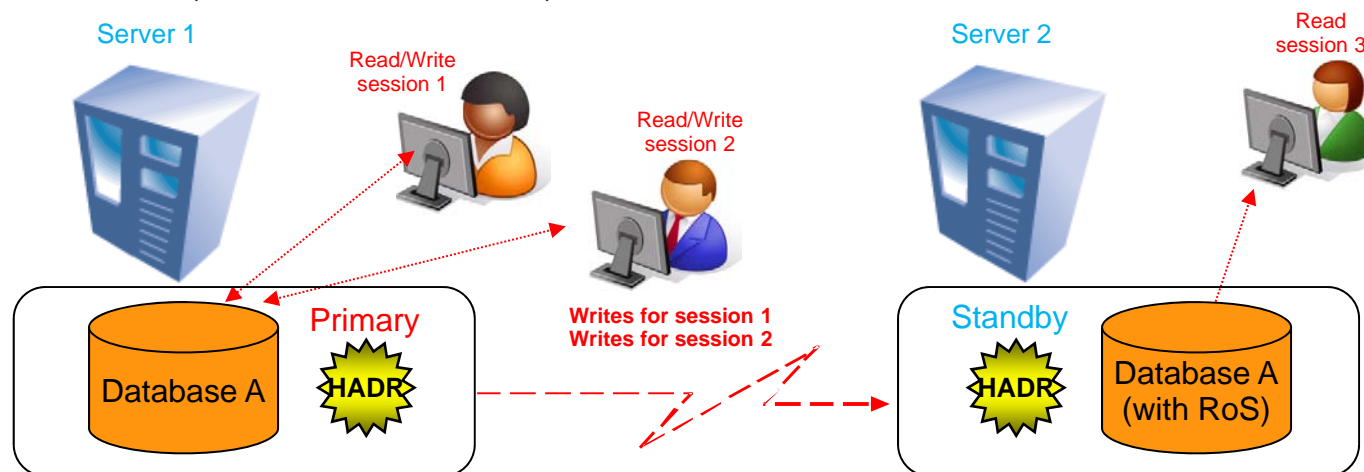 Server 1
Read/Write
session 1
Read/Write
session 2
Server 2
Read
session 3
Primary
HADR
Database A
Writes for session 1
Writes for session 2
Standby
HADR
Database A
(with RoS)